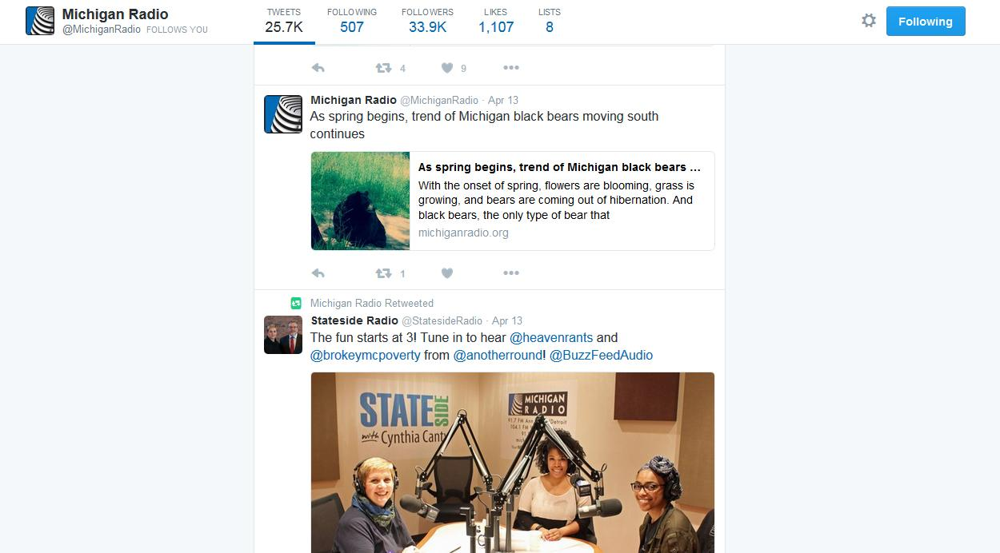 Michigan Radio
@MichiganRadio FOLLOWS YOU
TWEETS
25.7K
FOLLOWING
507
FOLLOWERS
33.9K
LIKES
1,107
LISTS
8
Following
4
9
Michigan Radio @MichiganRadio · Apr 13
As spring begins, trend of Michigan black bears moving south
continues
As spring begins, trend of Michigan black bears ...
With the onset of spring, flowers are blooming, grass is
growing, and bears are coming out of hibernation. And
black bears, the only type of bear that
michiganradio.org
1
Michigan Radio Retweeted
Stateside Radio @StatesideRadio · Apr 13
The fun starts at 3! Tune in to hear @heavenrants and
@brokeymcpoverty from @anotherround! @BuzzFeedAudio
STATE SIDE
with Cynthia Cant
MICHIGAN
RADIO
91.7 FM Ann Detroit
104.1 FM
91